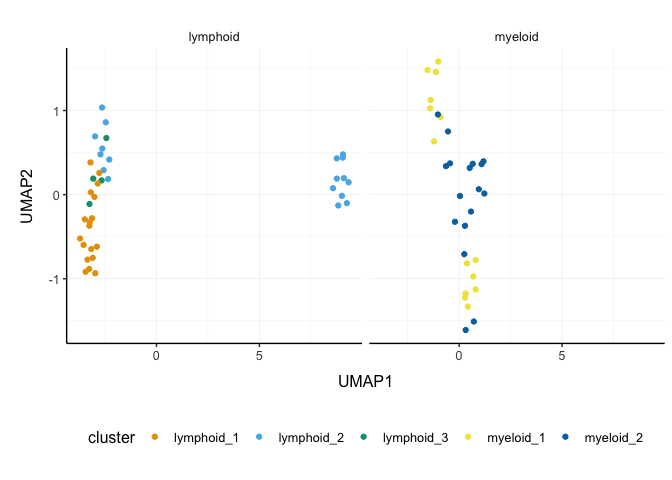 lymphoid myeloid
1
0
-1
UMAP2
0 5 0 5
UMAP1
cluster lymphoid_1 lymphoid_2 lymphoid_3 myeloid_1 myeloid_2